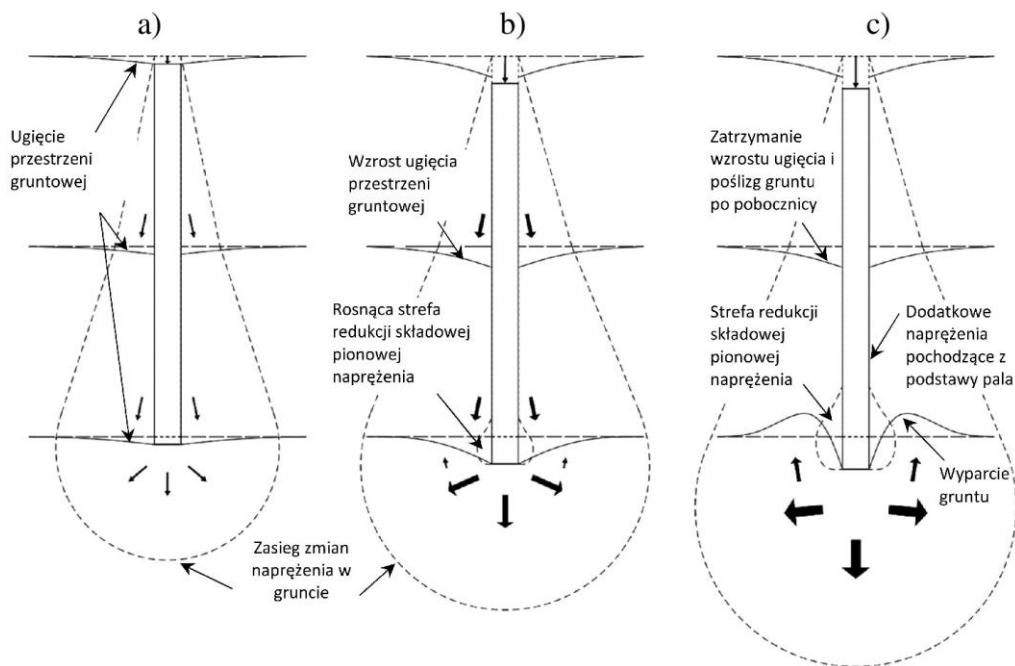 a)
b)
c)
Ugięcie
przestrzeni
gruntowej
Wzrost ugięcia
przestrzeni
gruntowej
Rosnąca strefa
redukcji składowej
pionowej
naprężenia
Zasieg zmian
naprężenia w
gruncie
Zatrzymanie
wzrostu ugięcia i
poślizg gruntu
po pobocznicy
Strefa redukcji
składowej
pionowej
naprężenia
Dodatkowe
naprężenia
pochodzące z
podstawy pala
Wyparcie
gruntu